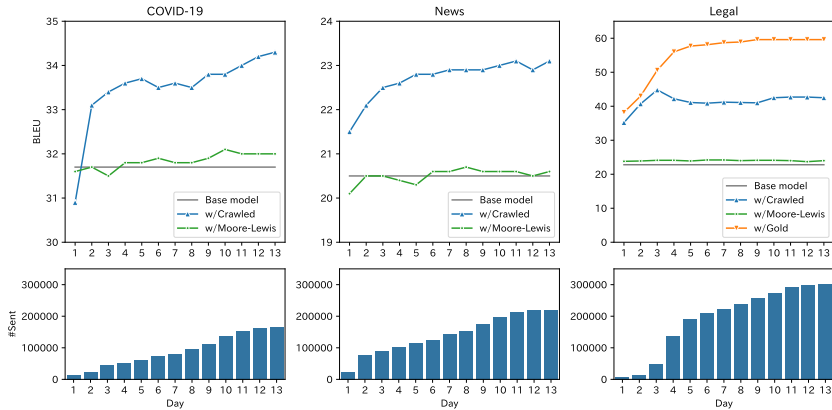 COVID-19
35
34
33
32
31
30
BLEU
1 2 3 4 5 6 7 8 9 10 11 12 13
Base model
w/Crawled
w/Moore-Lewis
News
24
23
22
21
20
19
1 2 3 4 5 6 7 8 9 10 11 12 13
Base model
w/Crawled
w/Moore-Lewis
Legal
60
50
40
30
20
10
0
1 2 3 4 5 6 7 8 9 10 11 12 13
Base model
w/Crawled
w/Moore-Lewis
w/Gold
300000
200000
100000
0
#Sent
1 2 3 4 5 6 7 8 9 10 11 12 13
Day
300000
200000
100000
0
1 2 3 4 5 6 7 8 9 10 11 12 13
Day
300000
200000
100000
0
1 2 3 4 5 6 7 8 9 10 11 12 13
Day